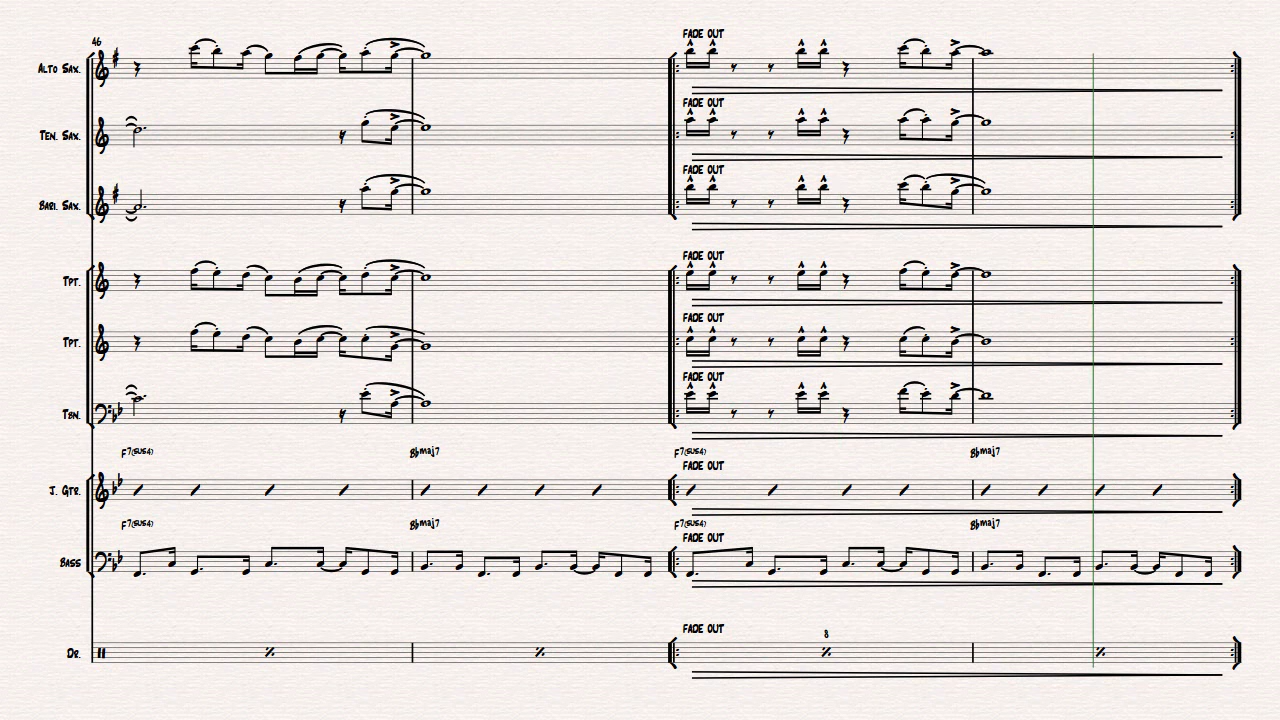 46
FADE OUT
ALTO SAX.
FADE OUT
TEN. SAX.
FADE OUT
BARI. SAX.
FADE OUT
TPT.
FADE OUT
TPT.
FADE OUT
TBN.
F7(SUS4) Bbmaj7 F7(SUS4) Bbmaj7
FADE OUT
J. GTR.
F7(SUS4) Bbmaj7 F7(SUS4) Bbmaj7
FADE OUT
BASS
FADE OUT 8
DR.